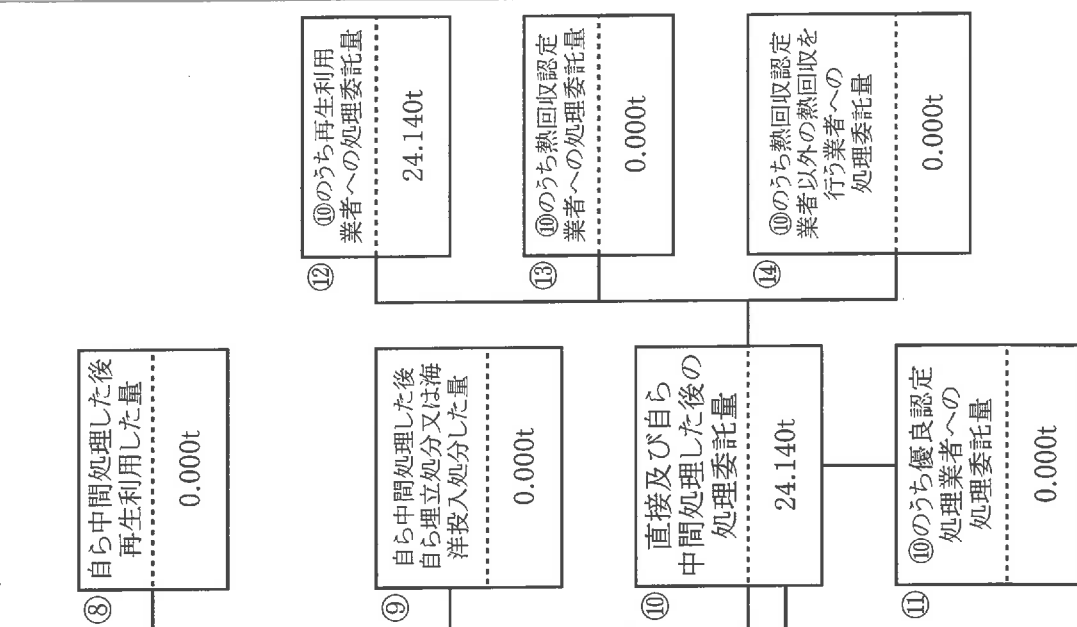 ⑧
自ら中間処理した後
再生利用した量
0.000t
⑨
自ら中間処理した後
自ら埋立処分又は海
洋投入処分した量
0.000t
⑩
直接及び自ら
中間処理した後の
処理委託量
24.140t
⑪
⑩のうち優良認定
処理業者への
処理委託量
0.000t
⑫
⑩のうち再生利用
業者への処理委託量
24.140t
⑬
⑩のうち熱回収認定
業者への処理委託量
0.000t
⑭
⑩のうち熱回収認定
業者以外の熱回収を
行う業者への
処理委託量
0.000t